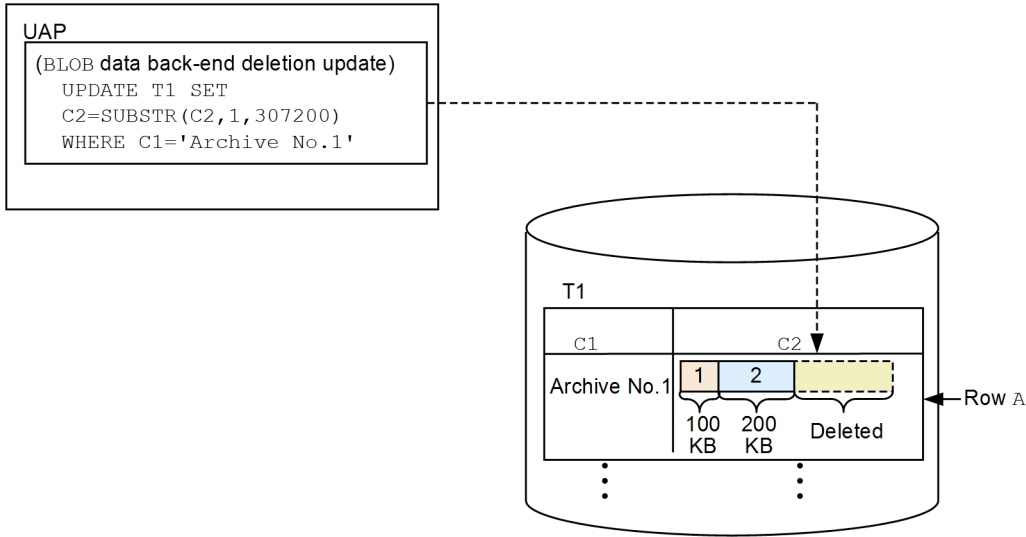 UAP
(BLOB data back-end deletion update)
UPDATE T1 SET
C2=SUBSTR(C2,1,307200)
WHERE C1='Archive No.1'
T1
C1 C2
Archive No.1 1 2
Row A
100 KB
200 KB
Deleted